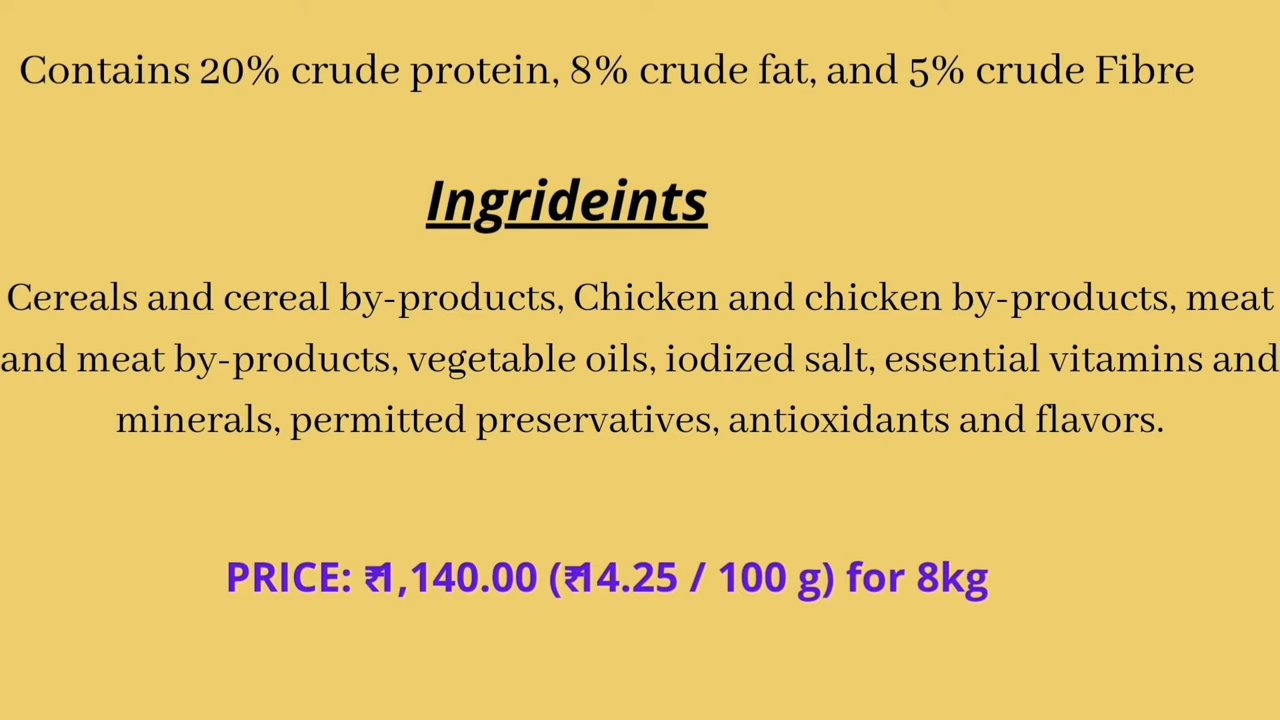 Contains 20% crude protein, 8% crude fat, and 5% crude Fibre
Ingrideints
Cereals and cereal by-products, Chicken and chicken by-products, meat
and meat by-products, vegetable oils, iodized salt, essential vitamins and
minerals, permitted preservatives, antioxidants and flavors.
PRICE: ₹1,140.00 (₹14.25 / 100 g) for 8kg